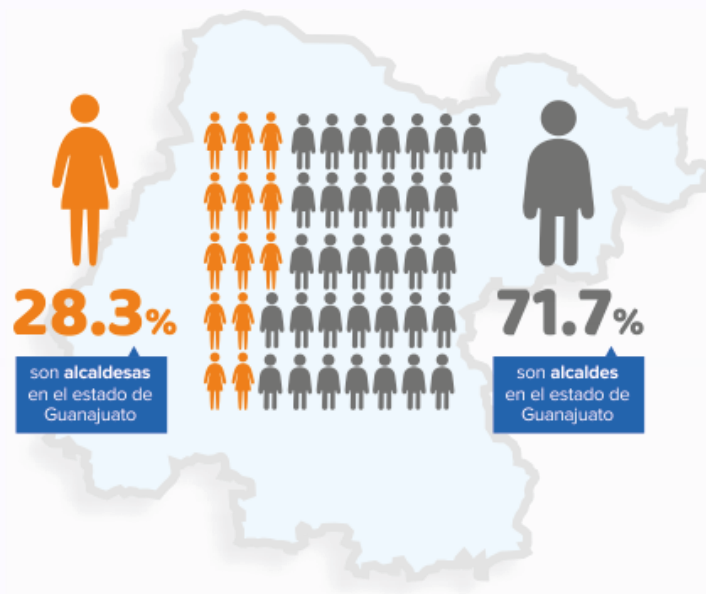 28.3%
son alcaldesas
en el estado de
Guanajuato
71.7%
son alcaldes
en el estado de
Guanajuato